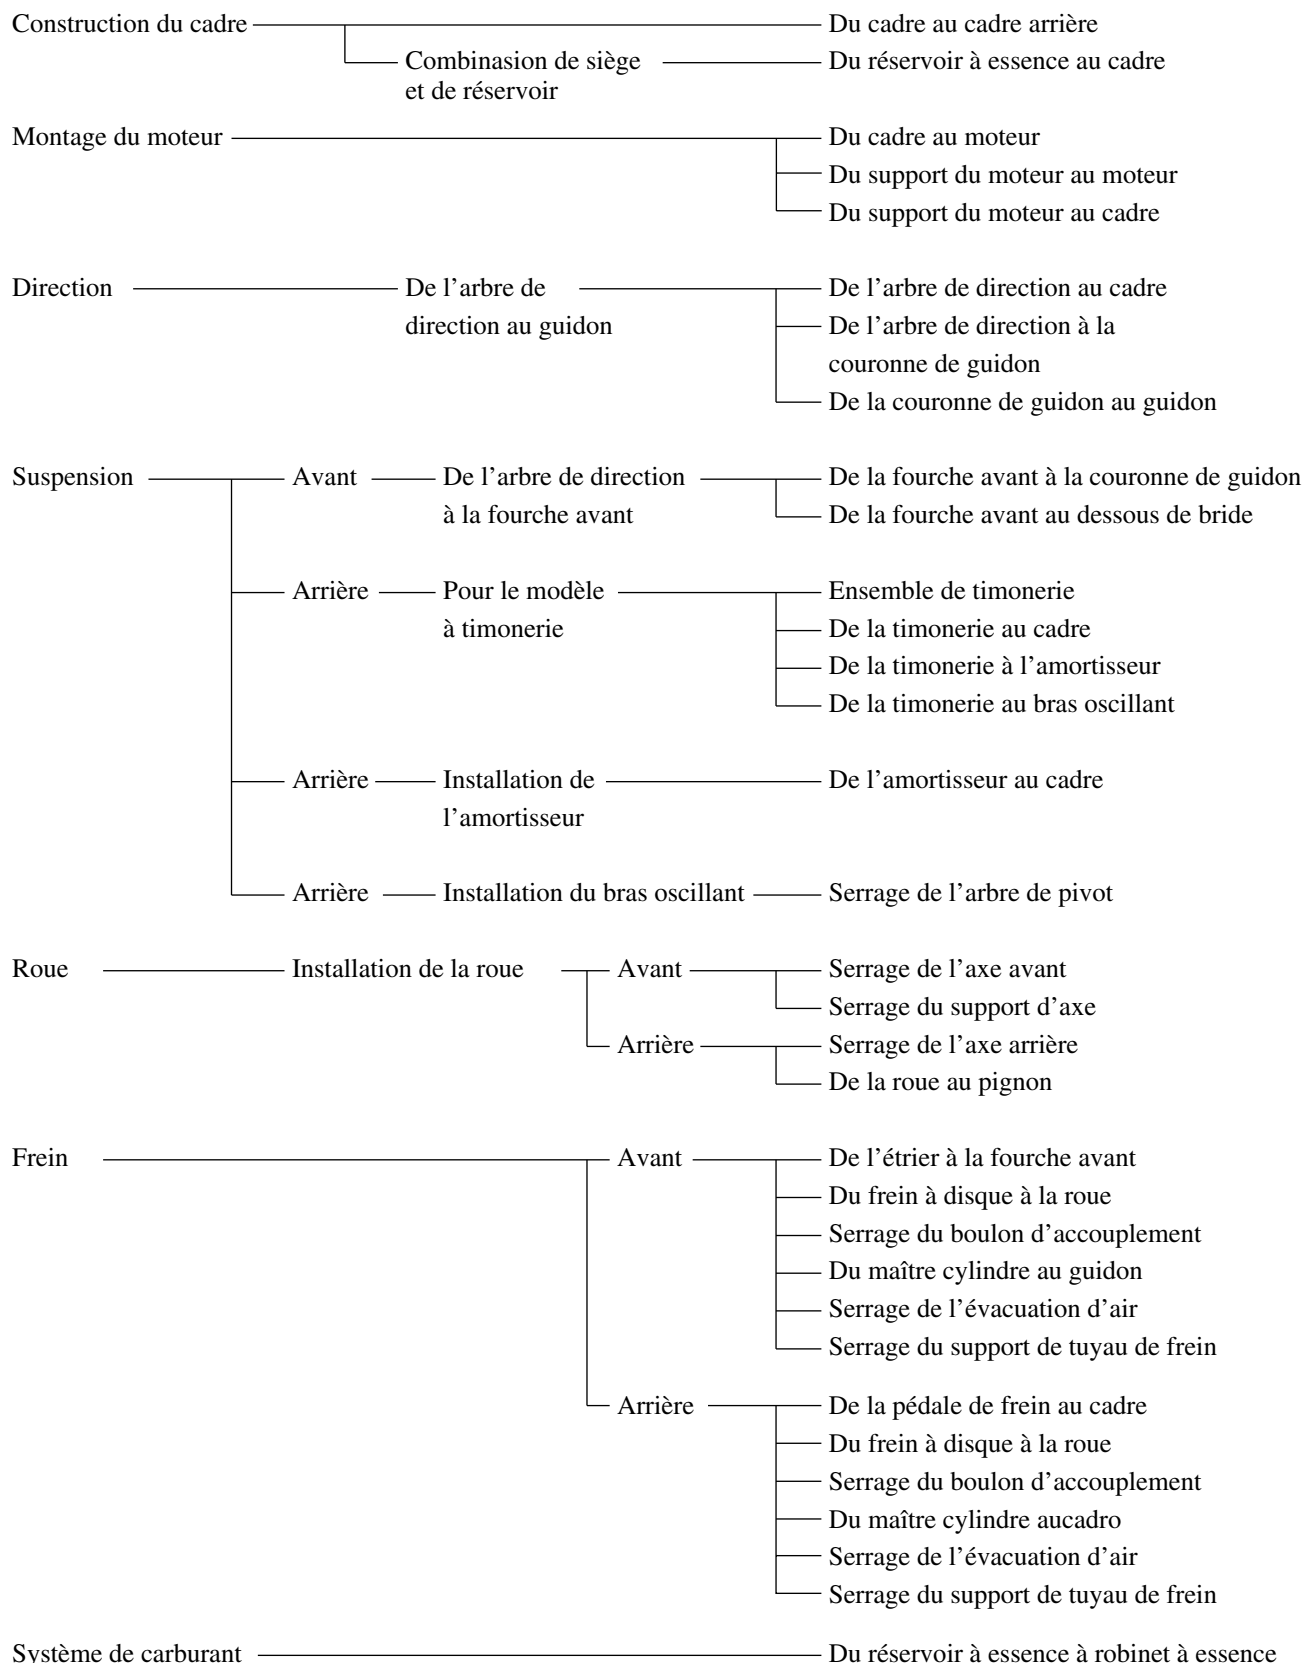 Construction du cadre Du cadre au cadre arrière
Combinasion de siège Du réservoir à essence au cadre
et de réservoir
Montage du moteur Du cadre au moteur
Du support du moteur au moteur
Du support du moteur au cadre
Direction De l'arbre de De l'arbre de direction au cadre
direction au guidon De l'arbre de direction à la
couronne de guidon
De la couronne de guidon au guidon
Suspension Avant De l'arbre de direction De la fourche avant à la couronne de guidon
à la fourche avant De la fourche avant au dessous de bride
Arrière Pour le modèle Ensemble de timonerie
à timonerie De la timonerie au cadre
De la timonerie à l'amortisseur
De la timonerie au bras oscillant
Arrière Installation de De l'amortisseur au cadre
l'amortisseur
Arrière Installation du bras oscillant Serrage de l'arbre de pivot
Roue Installation de la roue Avant Serrage de l'axe avant
Serrage du support d'axe
Arrière Serrage de l'axe arrière
De la roue au pignon
Frein Avant De l'étrier à la fourche avant
Du frein à disque à la roue
Serrage du boulon d'accouplement
Du maître cylindre au guidon
Serrage de l'évacuation d'air
Serrage du support de tuyau de frein
Arrière De la pédale de frein au cadre
Du frein à disque à la roue
Serrage du boulon d'accouplement
Du maître cylindre aucadro
Serrage de l'évacuation d'air
Serrage du support de tuyau de frein
Système de carburant Du réservoir à essence à robinet à essence